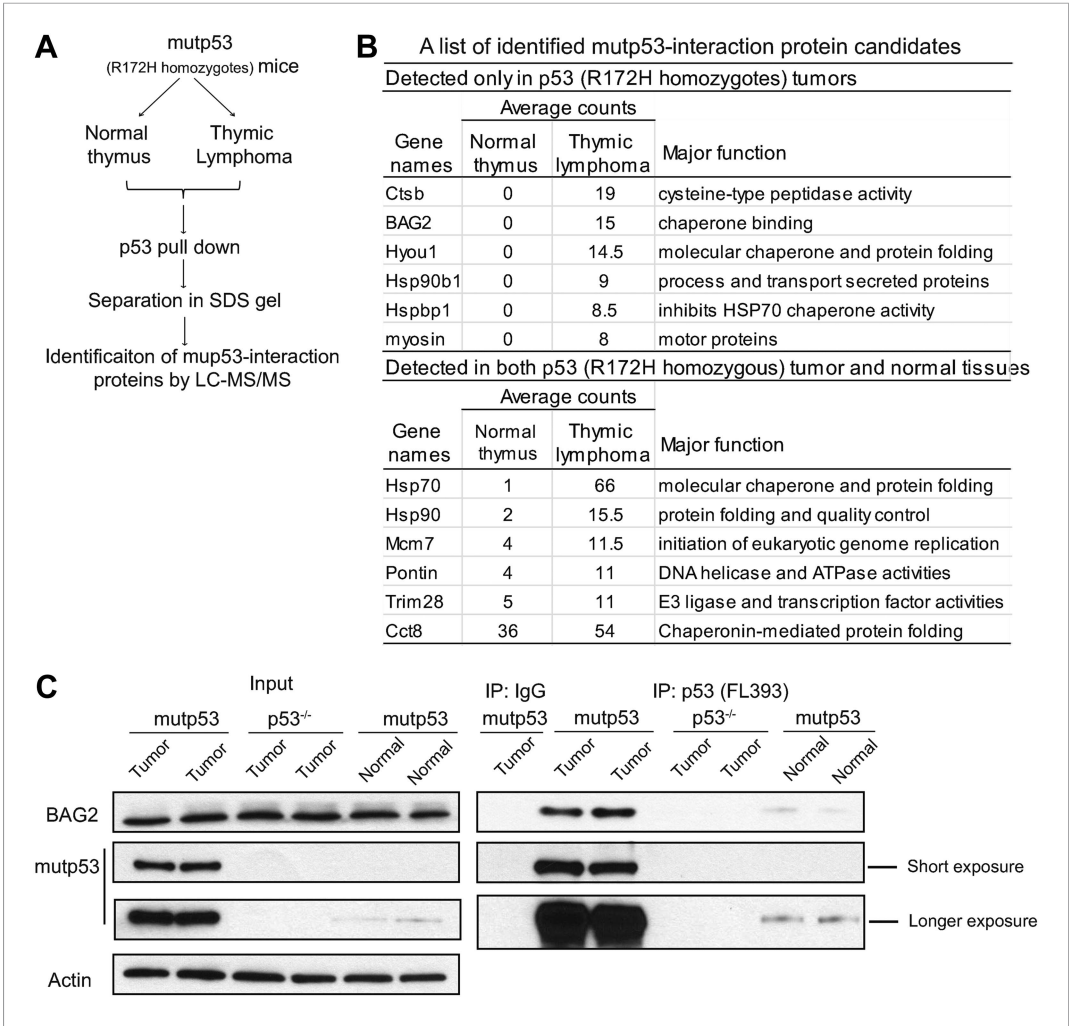 A
mutp53
(R172H homozygotes) mice
Normal
thymus
Thymic
Lymphoma
p53 pull down
Separation in SDS gel
Identificaiton of mup53-interaction
proteins by LC-MS/MS
B
A list of identified mutp53-interaction protein candidates
Detected only in p53 (R172H homozygotes) tumors
Average counts
Gene names Normal thymus Thymic lymphoma Major function
Ctsb 0 19 cysteine-type peptidase activity
BAG2 0 15 chaperone binding
Hyou1 0 14.5 molecular chaperone and protein folding
Hsp90b1 0 9 process and transport secreted proteins
Hspbp1 0 8.5 inhibits HSP70 chaperone activity
myosin 0 8 motor proteins
Detected in both p53 (R172H homozygous) tumor and normal tissues
Average counts
Gene names Normal thymus Thymic lymphoma Major function
Hsp70 1 66 molecular chaperone and protein folding
Hsp90 2 15.5 protein folding and quality control
Mcm7 4 11.5 initiation of eukaryotic genome replication
Pontin 4 11 DNA helicase and ATPase activities
Trim28 5 11 E3 ligase and transcription factor activities
Cct8 36 54 Chaperonin-mediated protein folding
C
Input
mutp53 p53-/- mutp53
Tumor Tumor Tumor Tumor Normal Normal
IP: IgG IP: p53 (FL393)
mutp53 mutp53 p53-/- mutp53
Tumor Tumor Tumor Tumor Tumor Normal Normal
BAG2
mutp53
Short exposure
Longer exposure
Actin